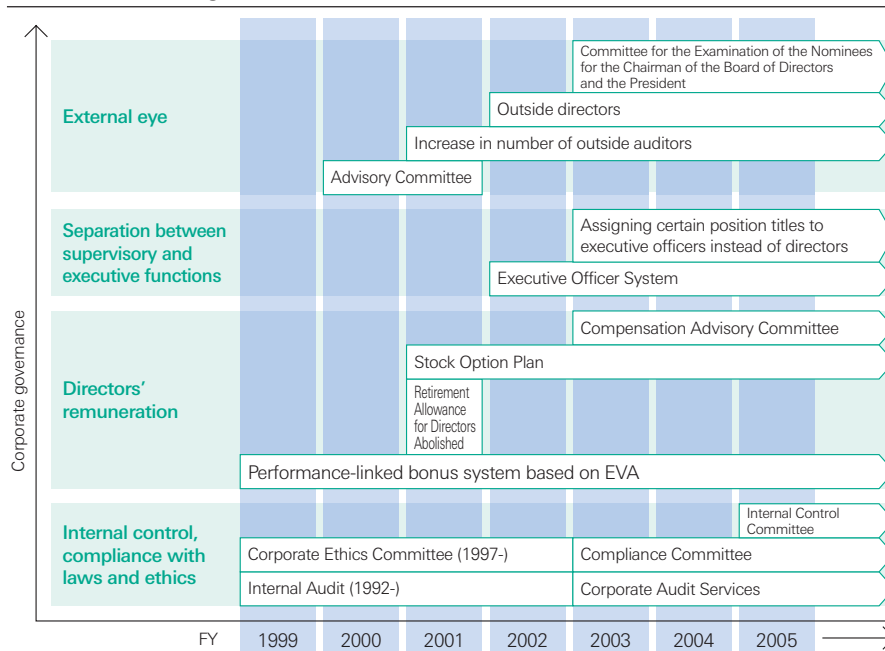 External eye
Committee for the Examination of the Nominees
for the Chairman of the Board of Directors
and the President
Outside directors
Increase in number of outside auditors
Advisory Committee
Separation between
supervisory and
executive functions
Assigning certain position titles to
executive officers instead of directors
Executive Officer System
Directors'
remuneration
Compensation Advisory Committee
Stock Option Plan
Retirement
Allowance
for Directors
Abolished
Performance-linked bonus system based on EVA
Internal control,
compliance with
laws and ethics
Internal Control
Committee
Corporate Ethics Committee (1997-)
Compliance Committee
Internal Audit (1992-)
Corporate Audit Services
Corporate governance
FY 1999 2000 2001 2002 2003 2004 2005